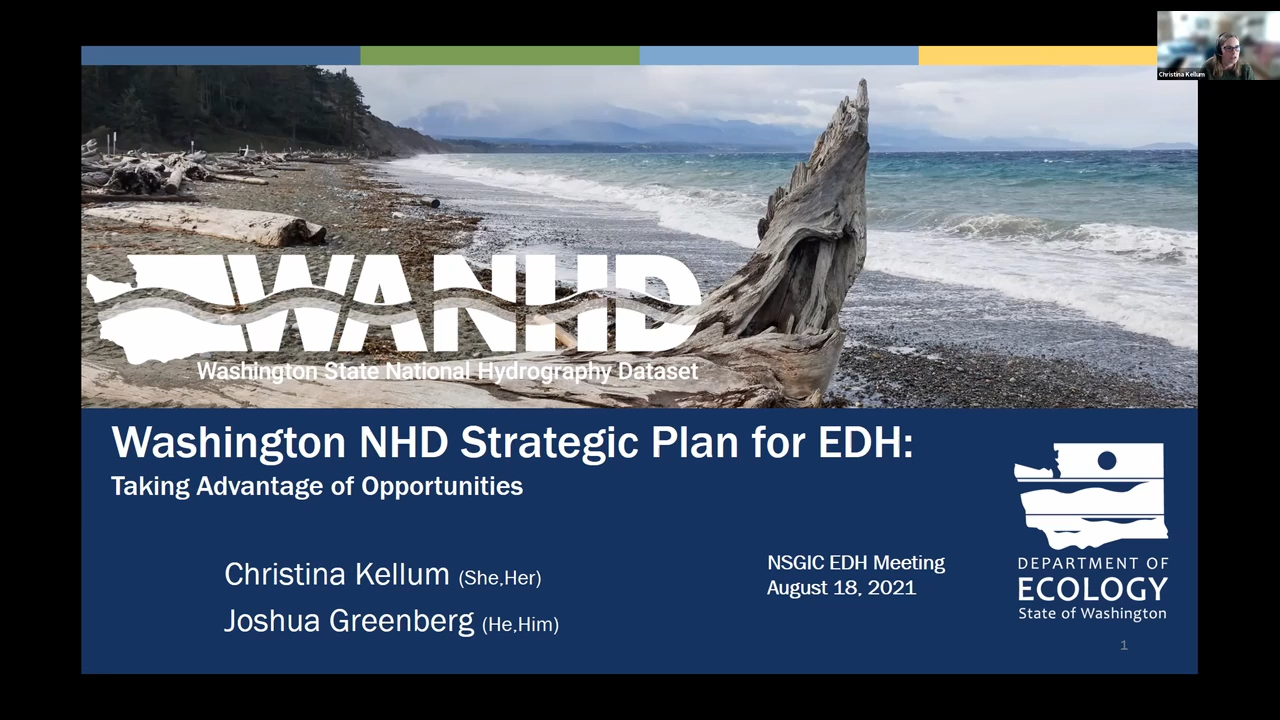 Christina Kellum
WANHD
Washington State National Hydrography Dataset
Washington NHD Strategic Plan for EDH:
Taking Advantage of Opportunities
Christina Kellum (She,Her)
Joshua Greenberg (He,Him)
NSGIC EDH Meeting
August 18, 2021
DEPARTMENT OF
ECOLOGY
State of Washington
1